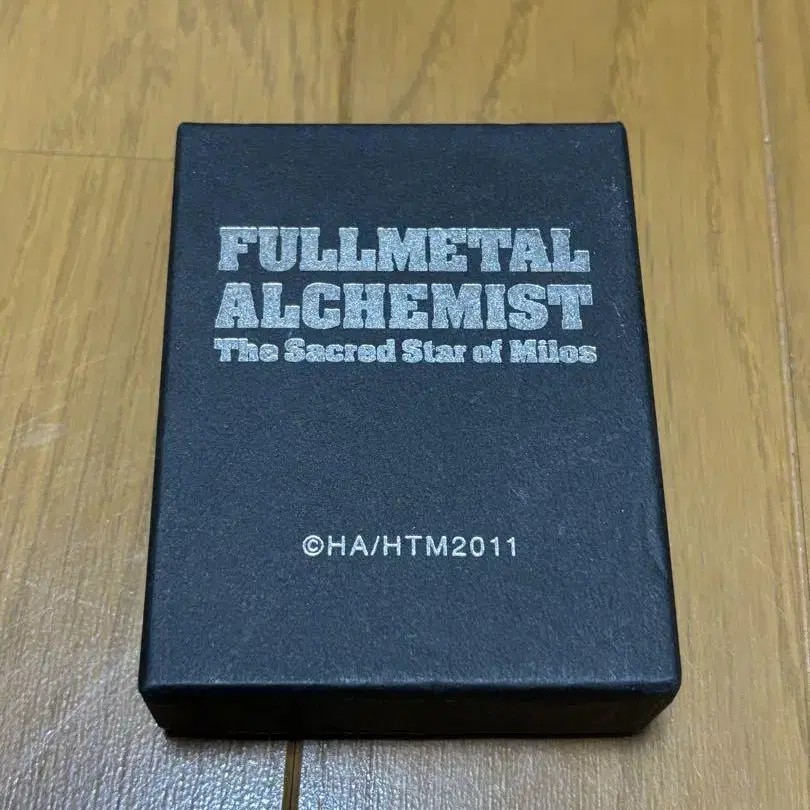 FULLMETAL
ALCHEMIST
The Sacred Star of Milos
©HA/HTM2011